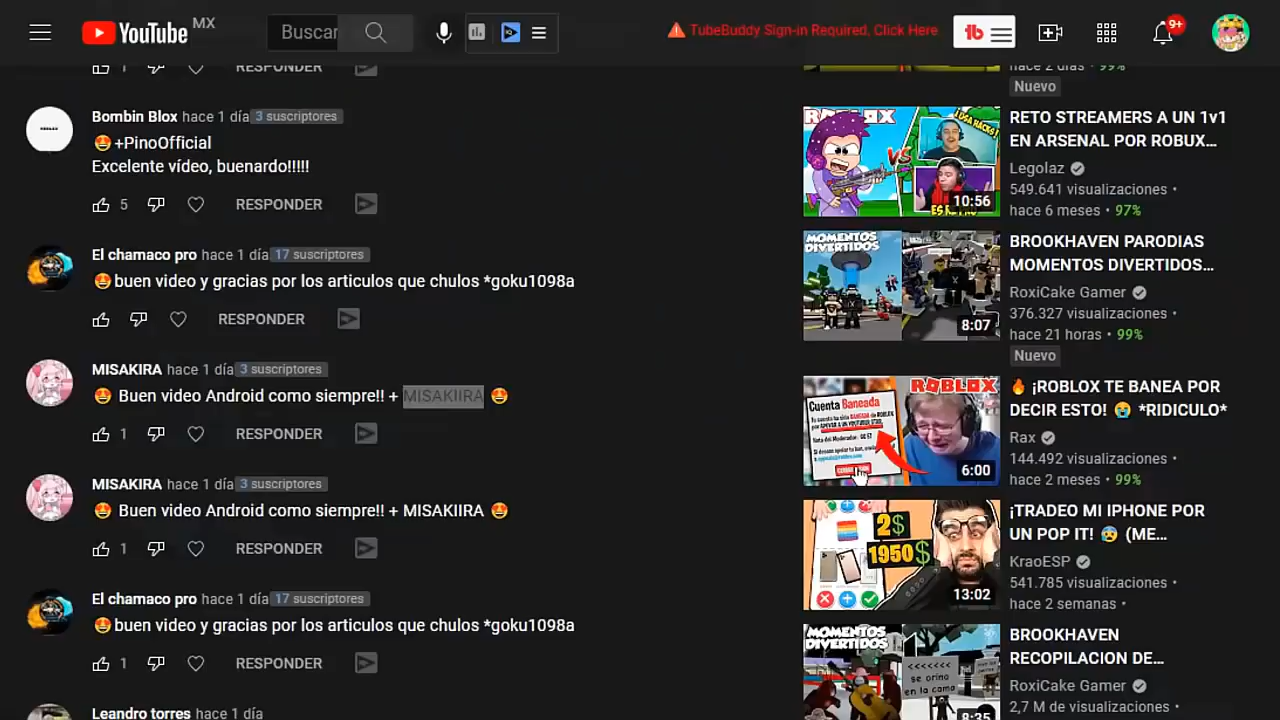 YouTube MX
Buscar
TubeBuddy Sign-in Required, Click Here.
tb
9+
1 RESPONDER
Bombin Blox hace 1 día 3 suscriptores
🤩+PinoOfficial
Excelente vídeo, buenardo!!!!!
5 RESPONDER
El chamaco pro hace 1 día 17 suscriptores
🤩buen video y gracias por los articulos que chulos *goku1098a
RESPONDER
MISAKIRA hace 1 día 3 suscriptores
🤩 Buen video Android como siempre!! + MISAKIIRA 🤩
1 RESPONDER
MISAKIRA hace 1 día 3 suscriptores
🤩 Buen video Android como siempre!! + MISAKIIRA 🤩
1 RESPONDER
El chamaco pro hace 1 día 17 suscriptores
🤩buen video y gracias por los articulos que chulos *goku1098a
1 RESPONDER
Leandro torres hace 1 día
hace 2 días • 99%
Nuevo
VS
10:56
RETO STREAMERS A UN 1v1
EN ARSENAL POR ROBUX...
Legolaz
549.641 visualizaciones •
hace 6 meses • 97%
MOMENTOS
DIVERTIDOS
8:07
BROOKHAVEN PARODIAS
MOMENTOS DIVERTIDOS...
RoxiCake Gamer
376.327 visualizaciones •
hace 21 horas • 99%
Nuevo
ROBLOX
Cuenta Baneada
6:00
🔥 ¡ROBLOX TE BANEA POR
DECIR ESTO! 😭 *RIDICULO*
Rax
144.492 visualizaciones •
hace 2 meses • 99%
2$
1950$
13:02
¡TRADEO MI IPHONE POR
UN POP IT! 😰 (ME...
KraoESP
541.785 visualizaciones •
hace 2 semanas •
MOMENTOS
DIVERTIDOS
<<<<<<
se orino
en la cama
8:35
BROOKHAVEN
RECOPILACION DE...
RoxiCake Gamer
2,7 M de visualizaciones •